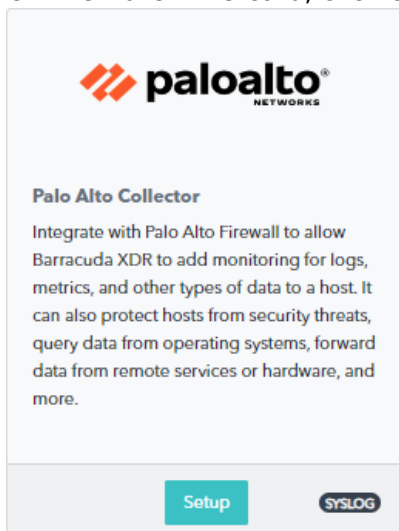 paloalto®
NETWORKS
Palo Alto Collector
Integrate with Palo Alto Firewall to allow
Barracuda XDR to add monitoring for logs,
metrics, and other types of data to a host. It
can also protect hosts from security threats,
query data from operating systems, forward
data from remote services or hardware, and
more.
Setup
SYSLOG